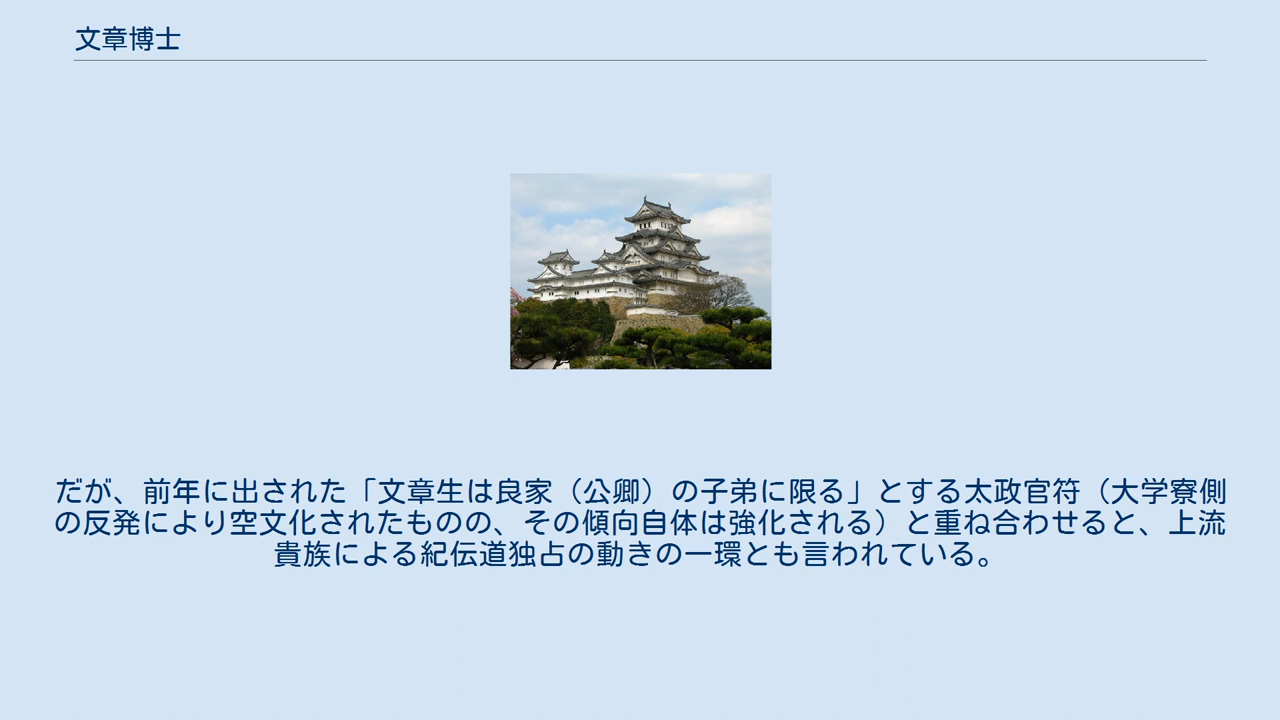 文章博士
だが、前年に出された「文章生は良家（公卿）の子弟に限る」とする太政官符（大学寮側
の反発により空文化されたものの、その傾向自体は強化される）と重ね合わせると、上流
貴族による紀伝道独占の動きの一環とも言われている。